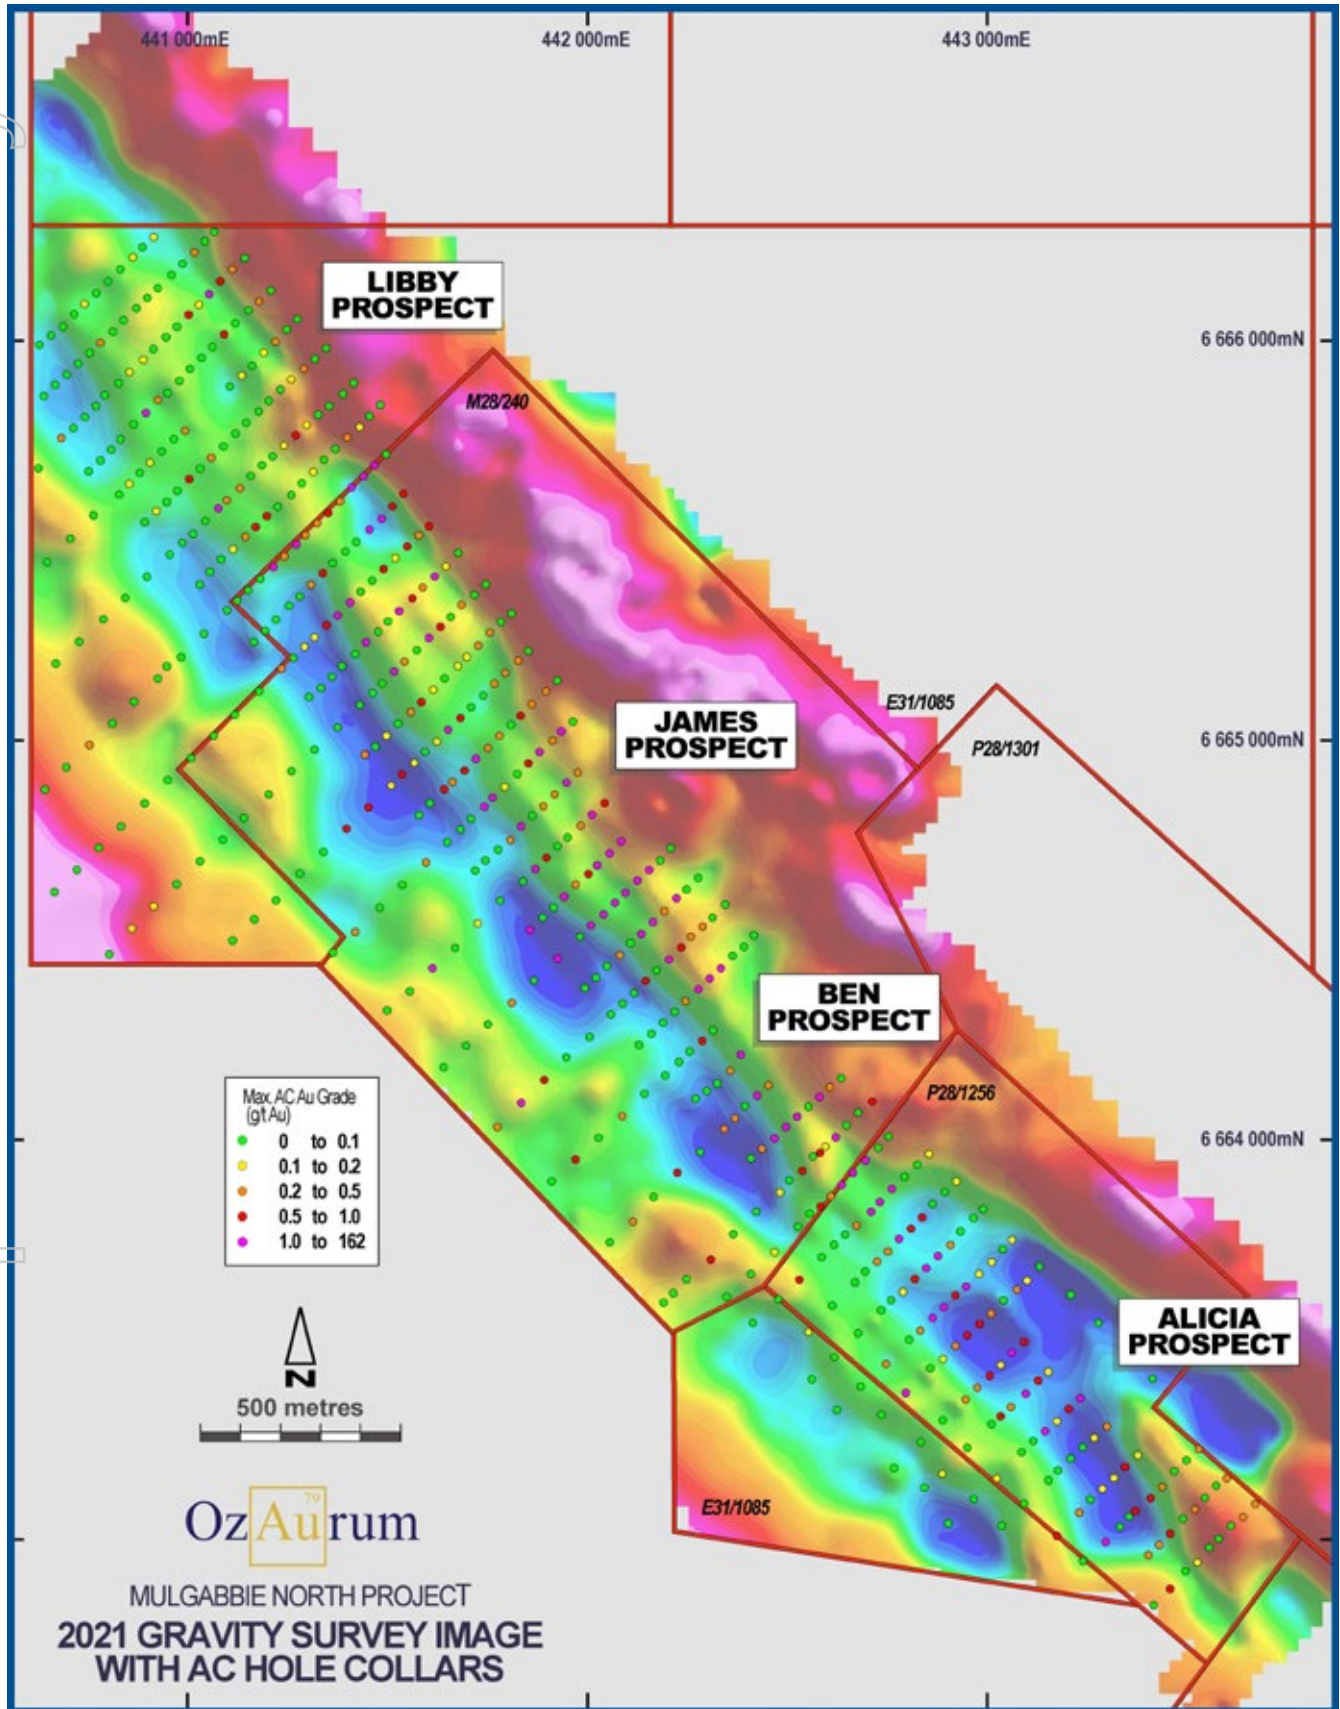 441 000mE
442 000mE
443 000mE
LIBBY
PROSPECT
6 666 000mN
M28/240
E31/1085
JAMES
PROSPECT
P28/1301
6 665 000mN
BEN
PROSPECT
P28/1256
Max. AC Au Grade
(g/t Au)
0 to 0.1
0.1 to 0.2
0.2 to 0.5
0.5 to 1.0
1.0 to 162
6 664 000mN
ALICIA
PROSPECT
N
500 metres
E31/1085
79
OzAurum
MULGABBIE NORTH PROJECT
2021 GRAVITY SURVEY IMAGE
WITH AC HOLE COLLARS